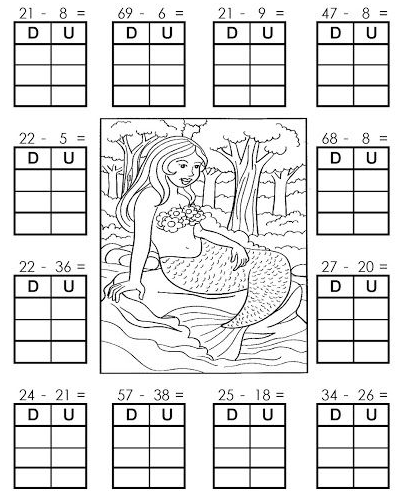 21 - 8 = 69 - 6 = 21 - 9 = 47 - 8 =
D U D U D U D U
22 - 5 = 68 - 8 =
D U D U
22 - 36 = 27 - 20 =
D U D U
24 - 21 = 57 - 38 = 25 - 18 = 34 - 26 =
D U D U D U D U